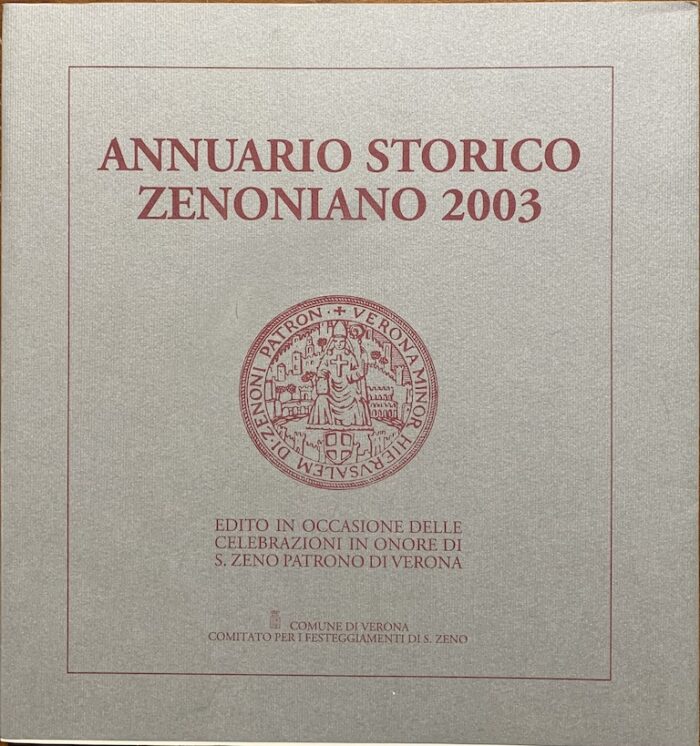 ANNUARIO STORICO
ZENONIANO 2003
· + VERONA MINOR HIERVSALEM DI · ZENONI PATRON
EDITO IN OCCASIONE DELLE
CELEBRAZIONI IN ONORE DI
S. ZENO PATRONO DI VERONA
COMUNE DI VERONA
COMITATO PER I FESTEGGIAMENTI DI S. ZENO